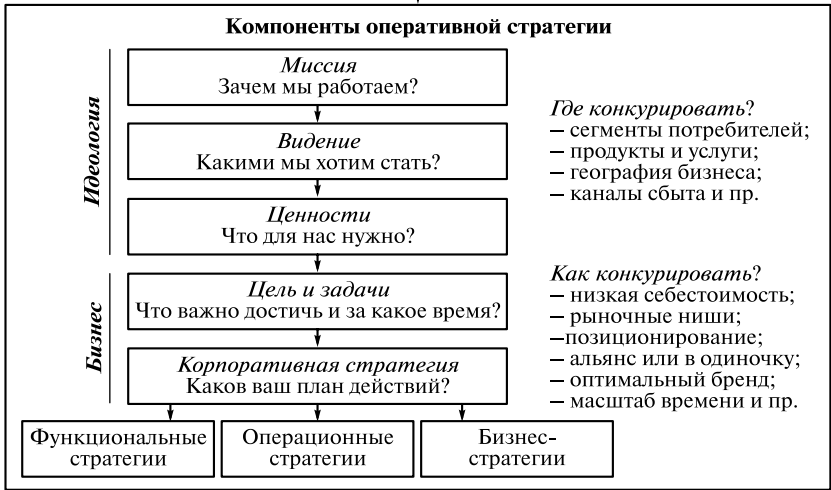 Компоненты оперативной стратегии
Идеология
Миссия
Зачем мы работаем?
Видение
Какими мы хотим стать?
Ценности
Что для нас нужно?
Где конкурировать?
– сегменты потребителей;
– продукты и услуги;
– география бизнеса;
– каналы сбыта и пр.
Бизнес
Цель и задачи
Что важно достичь и за какое время?
Корпоративная стратегия
Каков ваш план действий?
Как конкурировать?
– низкая себестоимость;
– рыночные ниши;
–позиционирование;
– альянс или в одиночку;
– оптимальный бренд;
– масштаб времени и пр.
Функциональные
стратегии
Операционные
стратегии
Бизнес-
стратегии